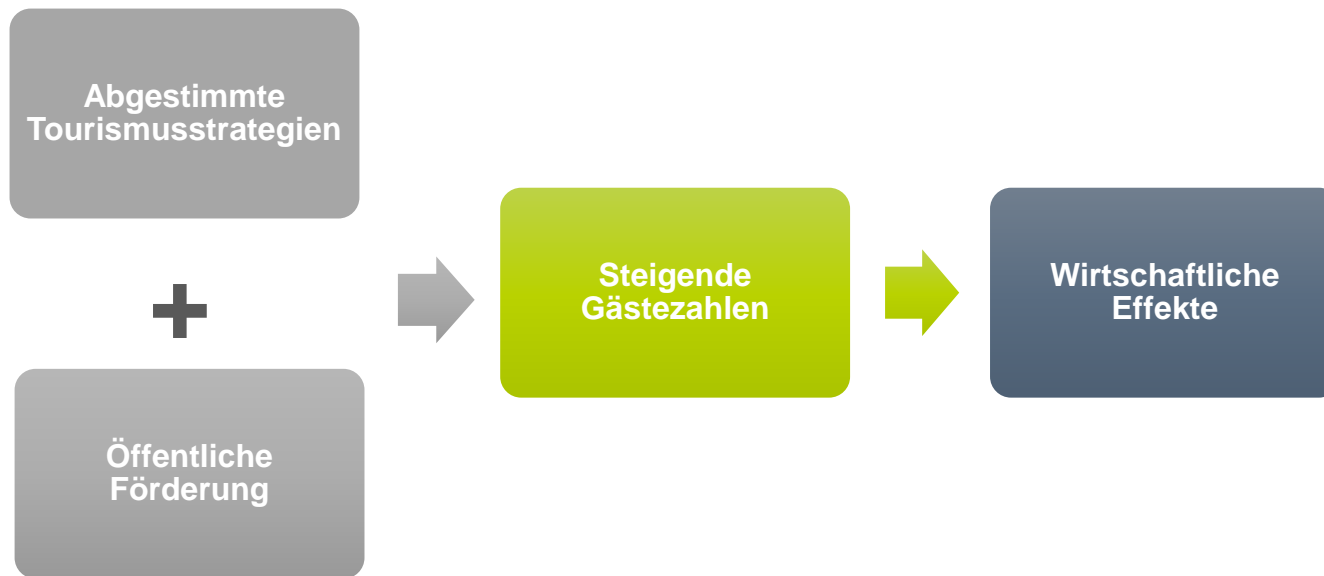 Abgestimmte
Tourismusstrategien
+
Öffentliche
Förderung
Steigende
Gästezahlen
Wirtschaftliche
Effekte